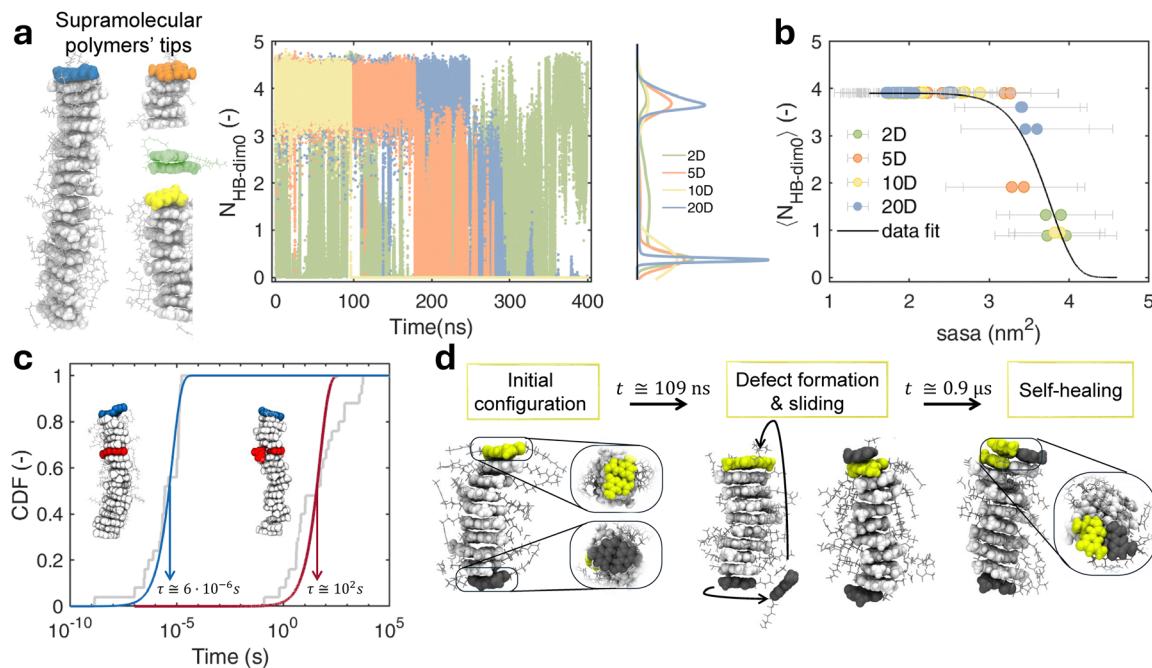 a
Supramolecular
polymers' tips
N_HB-dim0 (-)
5
4
3
2
1
0
0
100
200
300
400
Time(ns)
2D
5D
10D
20D
b
⟨N_HB-dim0⟩ (-)
5
4
3
2
1
0
2D
5D
10D
20D
data fit
1
2
3
4
5
sasa (nm²)
c
CDF (-)
1
0.8
0.6
0.4
0.2
0
τ ≅ 6 · 10⁻⁶s
τ ≅ 10²s
10⁻¹⁰
10⁻⁵
10⁰
10⁵
Time (s)
d
Initial
configuration
t ≅ 109 ns
Defect formation
& sliding
t ≅ 0.9 μs
Self-healing